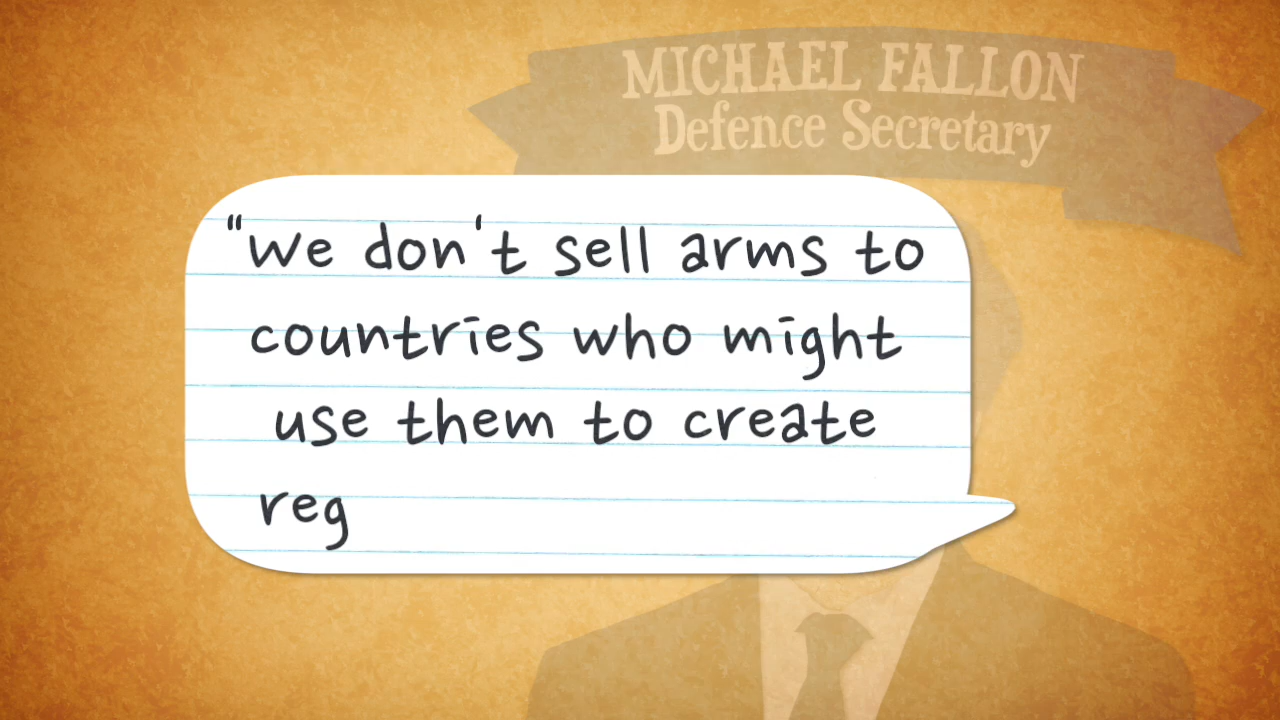 MICHAEL FALLON
Defence Secretary
"We don't sell arms to
countries who might
use them to create
reg